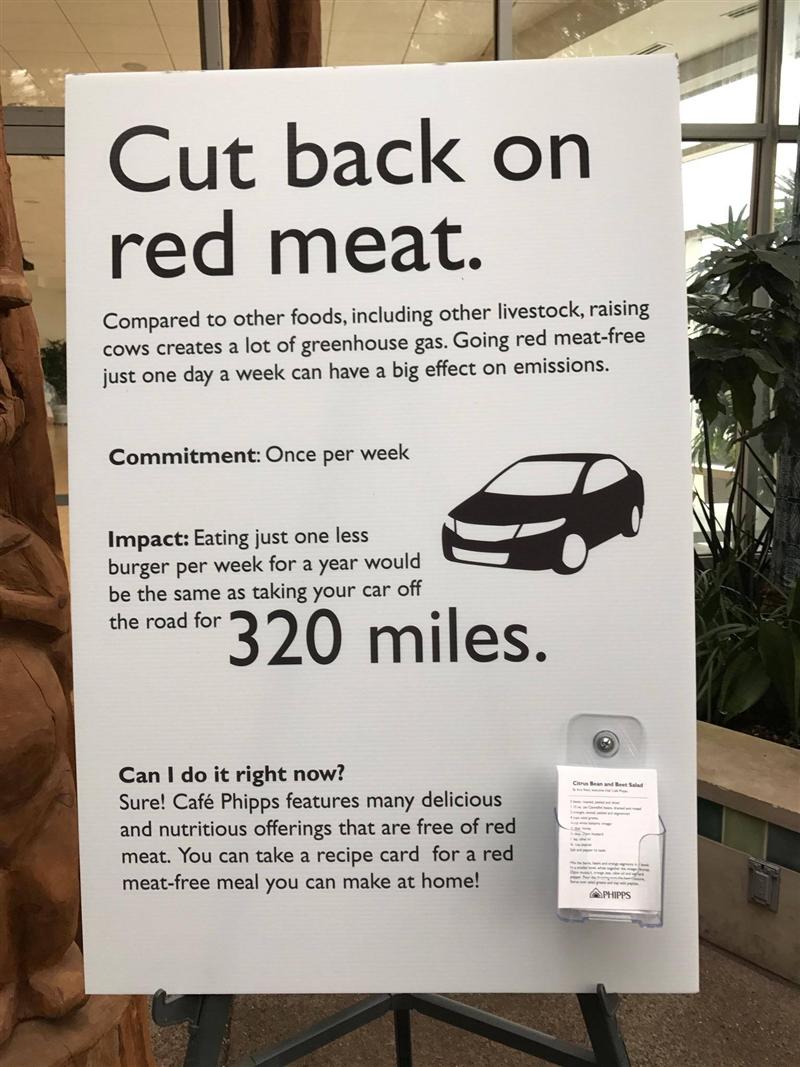 Cut back on
red meat.
Compared to other foods, including other livestock, raising
cows creates a lot of greenhouse gas. Going red meat-free
just one day a week can have a big effect on emissions.
Commitment: Once per week
Impact: Eating just one less
burger per week for a year would
be the same as taking your car off
the road for 320 miles.
Can I do it right now?
Sure! Café Phipps features many delicious
and nutritious offerings that are free of red
meat. You can take a recipe card for a red
meat-free meal you can make at home!
Citrus Bean and Beet Salad
Salt and pepper to taste
PHIPPS